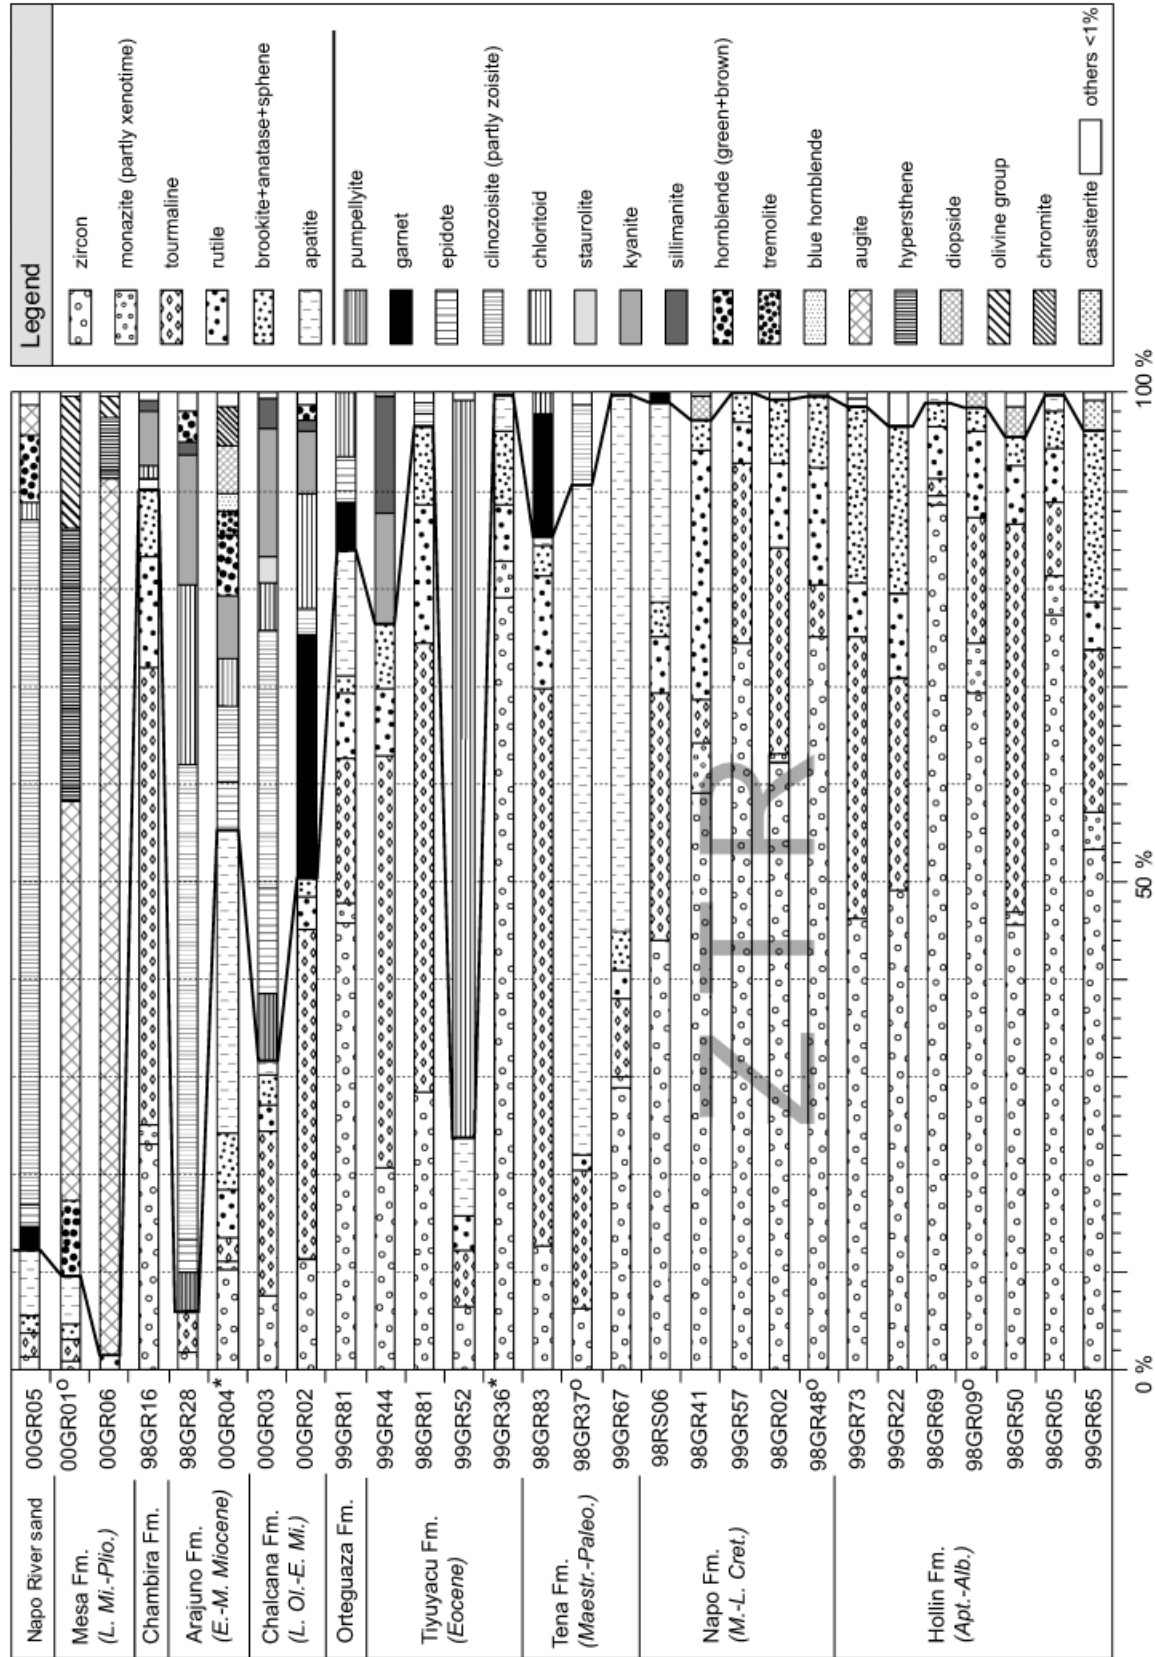 Legend
zircon
monazite (partly xenotime)
tourmaline
rutile
brookite+anatase+sphene
apatite
pumpellyite
garnet
epidote
clinozoisite (partly zoisite)
chloritoid
staurolite
kyanite
sillimanite
hornblende (green+brown)
tremolite
blue hornblende
augite
hypersthene
diopside
olivine group
chromite
cassiterite
others <1%
100 %
50 %
0 %
ZTR
Napo River sand
00GR05
Mesa Fm.
(L. Mi.-Plio.)
00GR01°
00GR06
Chambira Fm.
98GR16
Arajuno Fm.
(E.-M. Miocene)
98GR28
00GR04*
Chalcana Fm.
(L. Ol.-E. Mi.)
00GR03
00GR02
Orteguaza Fm.
99GR81
Tiyuyacu Fm.
(Eocene)
99GR44
98GR81
99GR52
99GR36*
Tena Fm.
(Maestr.-Paleo.)
98GR83
98GR37°
99GR67
Napo Fm.
(M.-L. Cret.)
98RS06
98GR41
99GR57
98GR02
98GR48°
Hollin Fm.
(Apt.-Alb.)
99GR73
99GR22
98GR69
98GR09°
98GR50
98GR05
99GR65